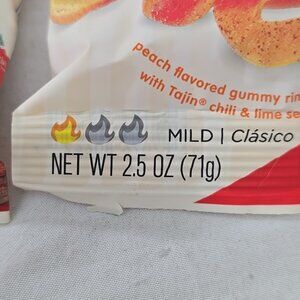 peach flavored gummy rin
with Tajín® chili & lime se
MILD | Clásico
NET WT 2.5 OZ (71g)